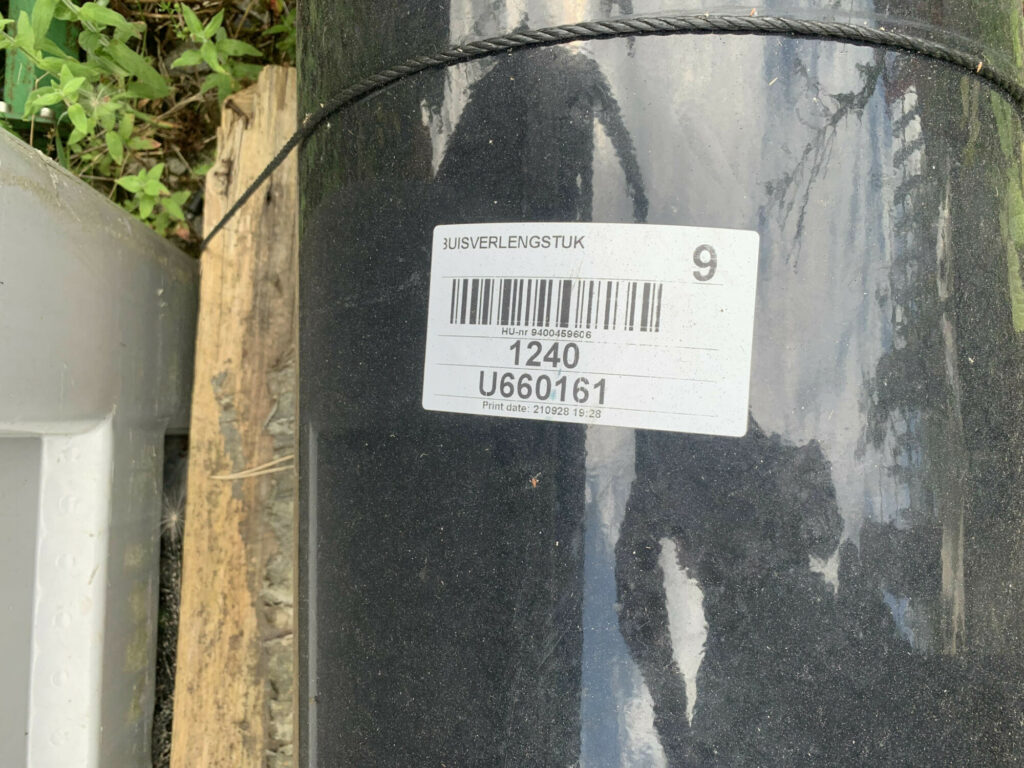 BUISVERLENGSTUK
9
HU-nr 9400459606
1240
U660161
Print date: 210928 19:28